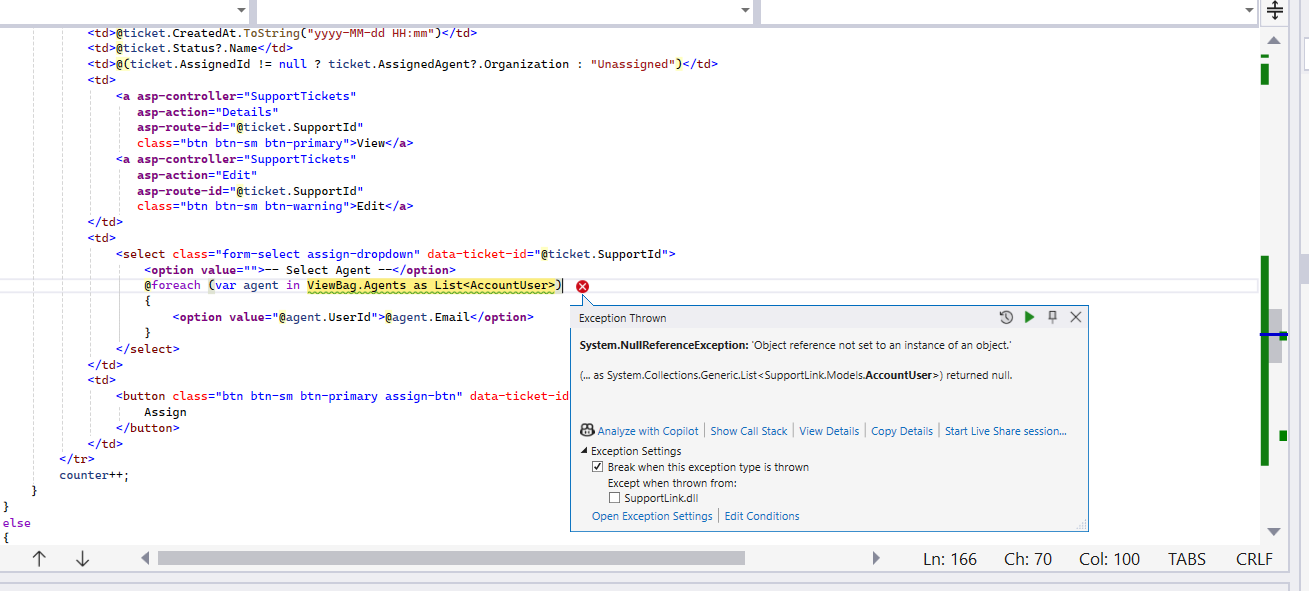 <td>@ticket.CreatedAt.ToString("yyyy-MM-dd HH:mm")</td>
<td>@ticket.Status?.Name</td>
<td>@(ticket.AssignedId != null ? ticket.AssignedAgent?.Organization : "Unassigned")</td>
<td>
<a asp-controller="SupportTickets"
asp-action="Details"
asp-route-id="@ticket.SupportId"
class="btn btn-sm btn-primary">View</a>
<a asp-controller="SupportTickets"
asp-action="Edit"
asp-route-id="@ticket.SupportId"
class="btn btn-sm btn-warning">Edit</a>
</td>
<td>
<select class="form-select assign-dropdown" data-ticket-id="@ticket.SupportId">
<option value="">-- Select Agent --</option>
@foreach (var agent in ViewBag.Agents as List<AccountUser>)
{
<option value="@agent.UserId">@agent.Email</option>
}
</select>
</td>
<td>
<button class="btn btn-sm btn-primary assign-btn" data-ticket-id
Assign
</button>
</td>
</tr>
counter++;
}
}
else
{
Exception Thrown
System.NullReferenceException: 'Object reference not set to an instance of an object.'
(... as System.Collections.Generic.List<SupportLink.Models.AccountUser>) returned null.
Analyze with Copilot | Show Call Stack | View Details | Copy Details | Start Live Share session...
Exception Settings
Break when this exception type is thrown
Except when thrown from:
SupportLink.dll
Open Exception Settings | Edit Conditions
Ln: 166 Ch: 70 Col: 100 TABS CRLF